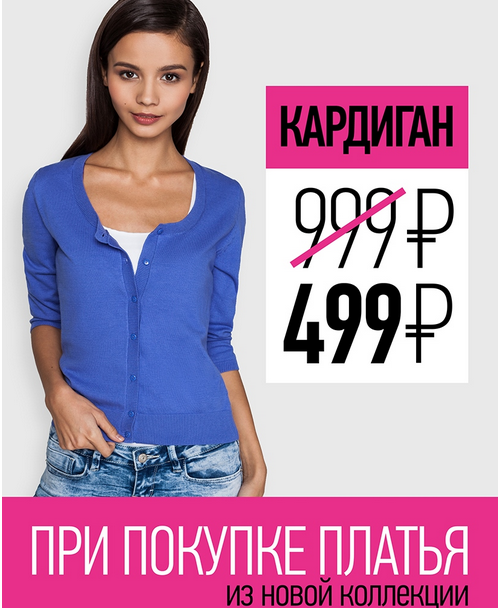 КАРДИГАН
999₽
499₽
ПРИ ПОКУПКЕ ПЛАТЬЯ
ИЗ НОВОЙ КОЛЛЕКЦИИ